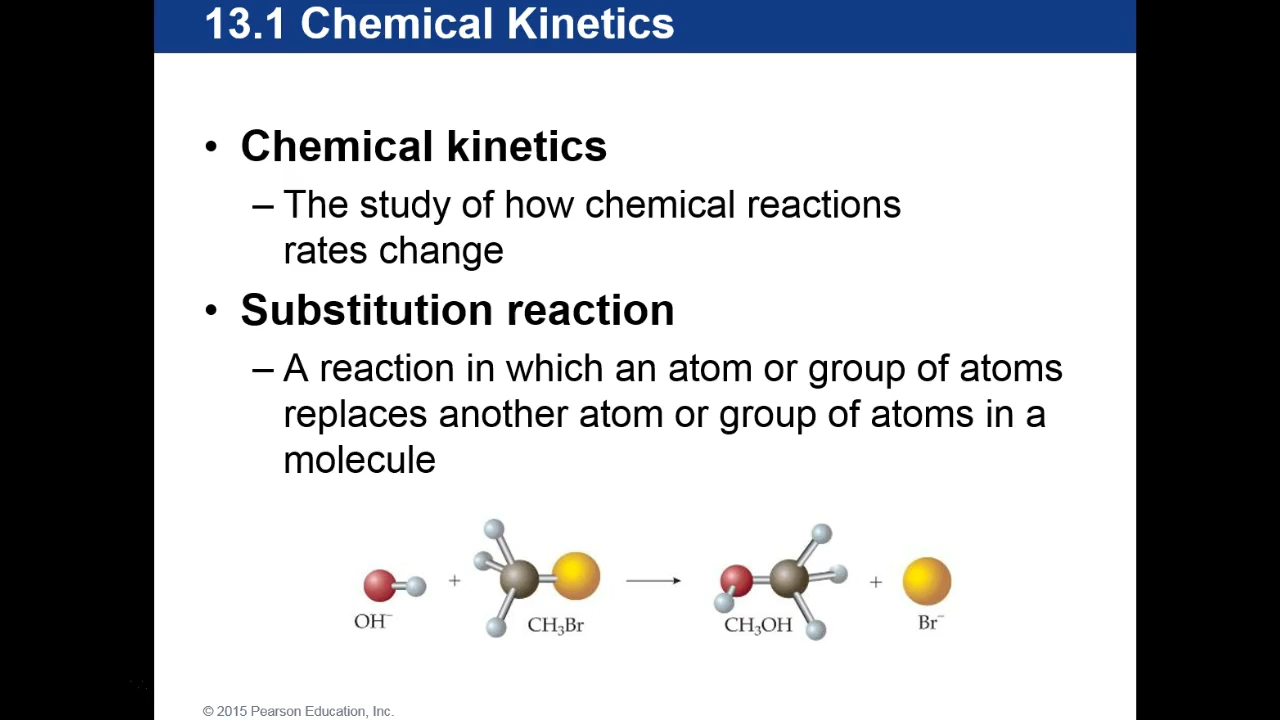 13.1 Chemical Kinetics
• Chemical kinetics
– The study of how chemical reactions
rates change
• Substitution reaction
– A reaction in which an atom or group of atoms
replaces another atom or group of atoms in a
molecule
+ +
OH⁻ CH₃Br CH₃OH Br⁻
© 2015 Pearson Education, Inc.